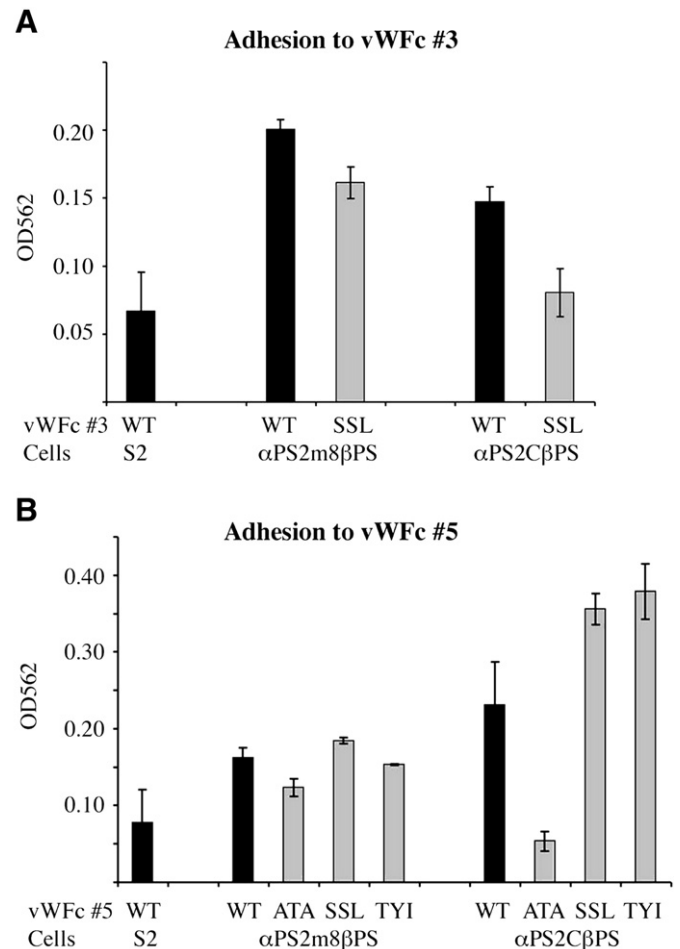 A
Adhesion to vWFc #3
0.20
0.15
0.10
0.05
OD562
vWFc #3 WT WT SSL WT SSL
Cells S2 αPS2m8βPS αPS2CβPS
B
Adhesion to vWFc #5
0.40
0.30
0.20
0.10
OD562
vWFc #5 WT WT ATA SSL TYI WT ATA SSL TYI
Cells S2 αPS2m8βPS αPS2CβPS